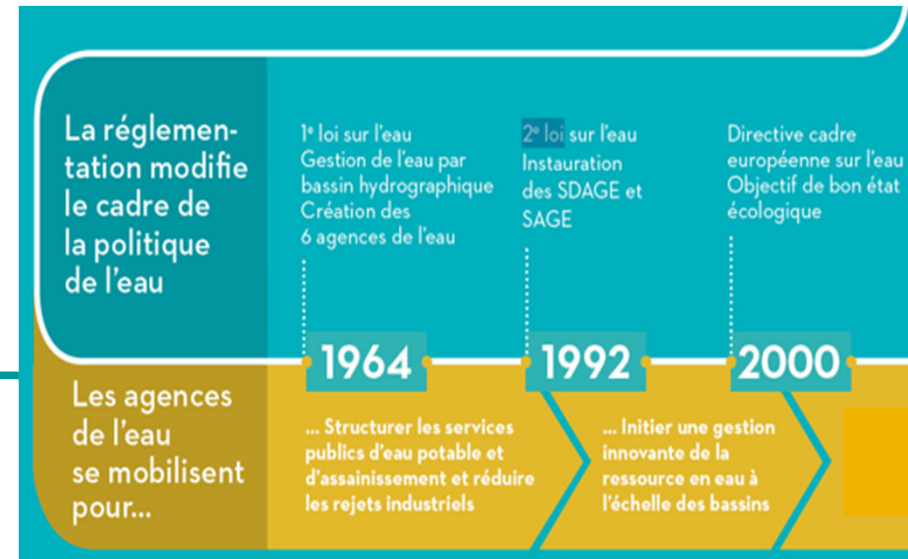 La réglemen-
tation modifie
le cadre de
la politique
de l'eau
1e loi sur l'eau
Gestion de l'eau par
bassin hydrographique
Création des
6 agences de l'eau
2e loi sur l'eau
Instauration
des SDAGE et
SAGE
Directive cadre
européenne sur l'eau
Objectif de bon état
écologique
1964
1992
2000
Les agences
de l'eau
se mobilisent
pour...
... Structurer les services
publics d'eau potable et
d'assainissement et réduire
les rejets industriels
... Initier une gestion
innovante de la
ressource en eau à
l'échelle des bassins